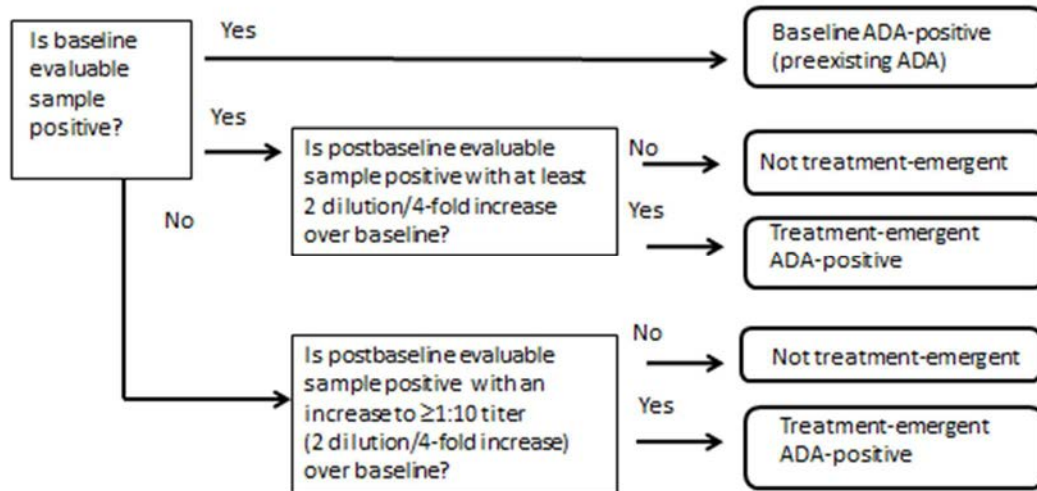 Is baseline
evaluable
sample
positive?
Yes
Baseline ADA-positive
(preexisting ADA)
Yes
Is postbaseline evaluable
sample positive with at least
2 dilution/4-fold increase
over baseline?
No
Not treatment-emergent
Yes
Treatment-emergent
ADA-positive
No
Is postbaseline evaluable
sample positive with an
increase to ≥1:10 titer
(2 dilution/4-fold increase)
over baseline?
No
Not treatment-emergent
Yes
Treatment-emergent
ADA-positive